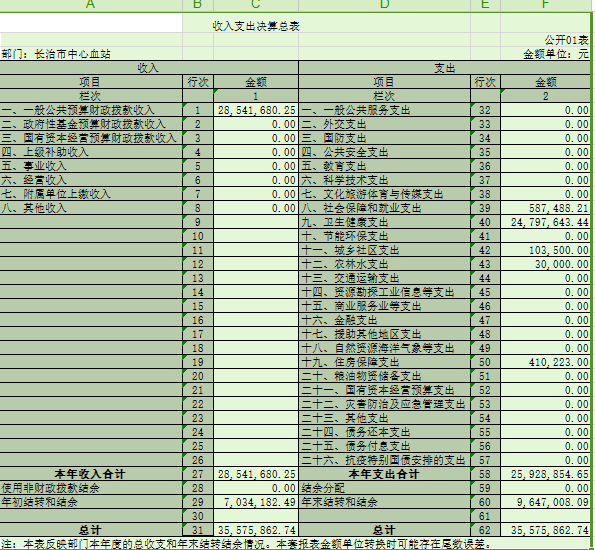 A B C D E F
收入支出决算总表
公开01表
部门：长治市中心血站 金额单位：元
收入 支出
项目 行次 金额 项目 行次 金额
栏次 1 栏次 2
一、一般公共预算财政拨款收入 1 28,541,680.25 一、一般公共服务支出 32 0.00
二、政府性基金预算财政拨款收入 2 0.00 二、外交支出 33 0.00
三、国有资本经营预算财政拨款收入 3 0.00 三、国防支出 34 0.00
四、上级补助收入 4 0.00 四、公共安全支出 35 0.00
五、事业收入 5 0.00 五、教育支出 36 0.00
六、经营收入 6 0.00 六、科学技术支出 37 0.00
七、附属单位上缴收入 7 0.00 七、文化旅游体育与传媒支出 38 0.00
八、其他收入 8 0.00 八、社会保障和就业支出 39 587,488.21
9 九、卫生健康支出 40 24,797,643.44
10 十、节能环保支出 41 0.00
11 十一、城乡社区支出 42 103,500.00
12 十二、农林水支出 43 30,000.00
13 十三、交通运输支出 44 0.00
14 十四、资源勘探工业信息等支出 45 0.00
15 十五、商业服务业等支出 46 0.00
16 十六、金融支出 47 0.00
17 十七、援助其他地区支出 48 0.00
18 十八、自然资源海洋气象等支出 49 0.00
19 十九、住房保障支出 50 410,223.00
20 二十、粮油物资储备支出 51 0.00
21 二十一、国有资本经营预算支出 52 0.00
22 二十二、灾害防治及应急管理支出 53 0.00
23 二十三、其他支出 54 0.00
24 二十四、债务还本支出 55 0.00
25 二十五、债务付息支出 56 0.00
26 二十六、抗疫特别国债安排的支出 57 0.00
本年收入合计 27 28,541,680.25 本年支出合计 58 25,928,854.65
使用非财政拨款结余 28 0.00 结余分配 59 0.00
年初结转和结余 29 7,034,182.49 年末结转和结余 60 9,647,008.09
30 61
总计 31 35,575,862.74 总计 62 35,575,862.74
注：本表反映部门本年度的总收支和年末结转结余情况。本套报表金额单位转换时可能存在尾数误差。